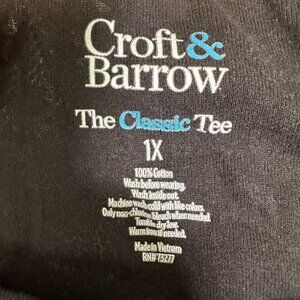 Croft&
Barrow
The Classic Tee
1X
100% Cotton
Wash before wearing.
Wash inside out.
Machine wash cold with like colors.
Only non-chlorine bleach when needed.
Tumble dry low.
Warm iron if needed.
Made in Vietnam
RN# 73277